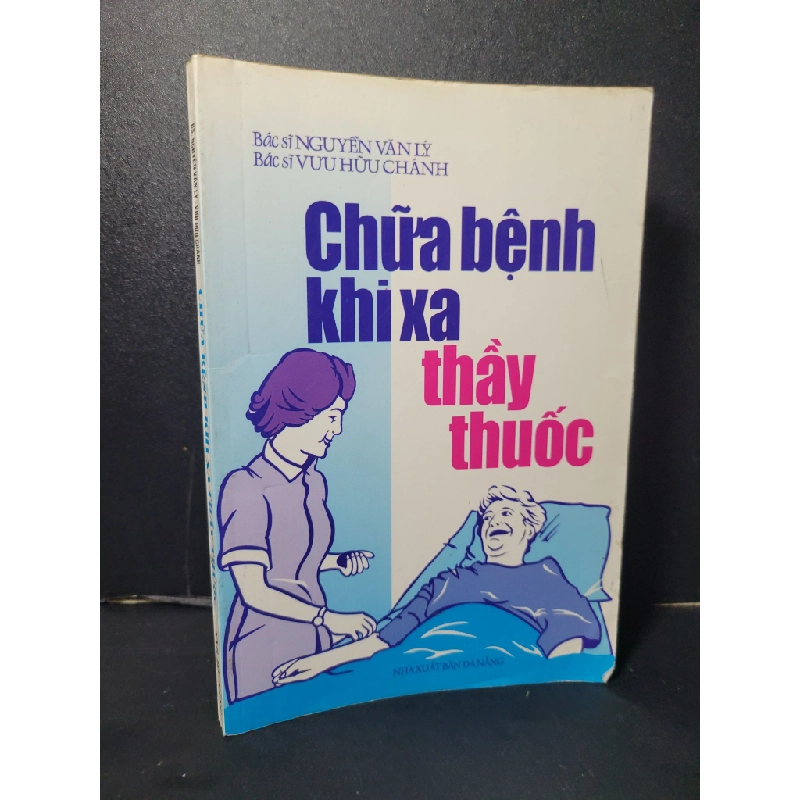 Bác sĩ NGUYỄN VĂN LÝ
Bác sĩ VƯU HỮU CHÁNH
Chữa bệnh
khi xa
thầy
thuốc
NHÀ XUẤT BẢN ĐÀ NẴNG